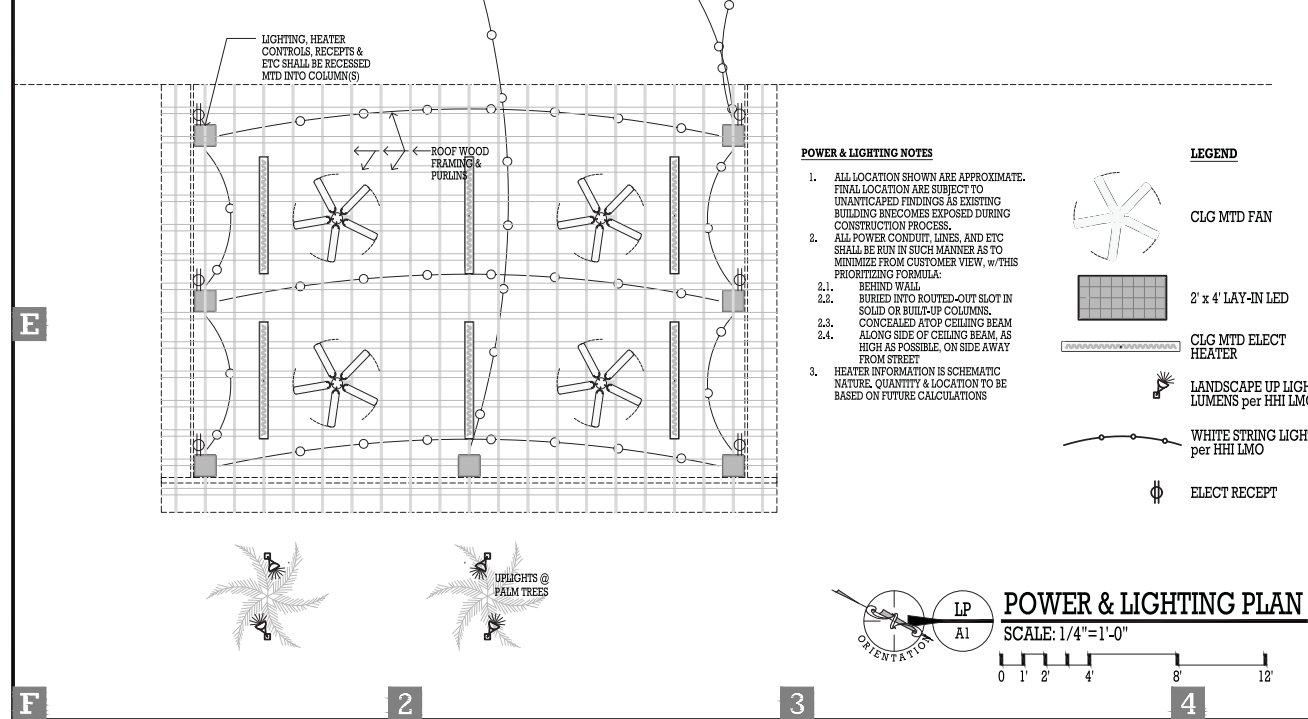 LIGHTING, HEATER
CONTROLS, RECEPTS &
ETC SHALL BE RECESSED
MTD INTO COLUMN(S)
ROOF WOOD
FRAMING &
PURLINS
POWER & LIGHTING NOTES
1. ALL LOCATION SHOWN ARE APPROXIMATE.
FINAL LOCATION ARE SUBJECT TO
UNANTICAPED FINDINGS AS EXISTING
BUILDING BNECOMES EXPOSED DURING
CONSTRUCTION PROCESS.
2. ALL POWER CONDUIT, LINES, AND ETC
SHALL BE RUN IN SUCH MANNER AS TO
MINIMIZE FROM CUSTOMER VIEW, w/THIS
PRIORITIZING FORMULA:
2.1. BEHIND WALL
2.2. BURIED INTO ROUTED-OUT SLOT IN
SOLID OR BUILT-UP COLUMNS.
2.3. CONCEALED ATOP CEILIING BEAM
2.4. ALONG SIDE OF CEILING BEAM, AS
HIGH AS POSSIBLE, ON SIDE AWAY
FROM STREET
3. HEATER INFORMATION IS SCHEMATIC
NATURE. QUANTITY & LOCATION TO BE
BASED ON FUTURE CALCULATIONS
LEGEND
CLG MTD FAN
2' x 4' LAY-IN LED
CLG MTD ELECT
HEATER
LANDSCAPE UP LIGH
LUMENS per HHI LMO
WHITE STRING LIGH
per HHI LMO
ELECT RECEPT
E
UPLIGHTS @
PALM TREES
ORIENTATION
LP
A1
POWER & LIGHTING PLAN
SCALE: 1/4"=1'-0"
0 1' 2' 4' 8' 12'
F 2 3 4